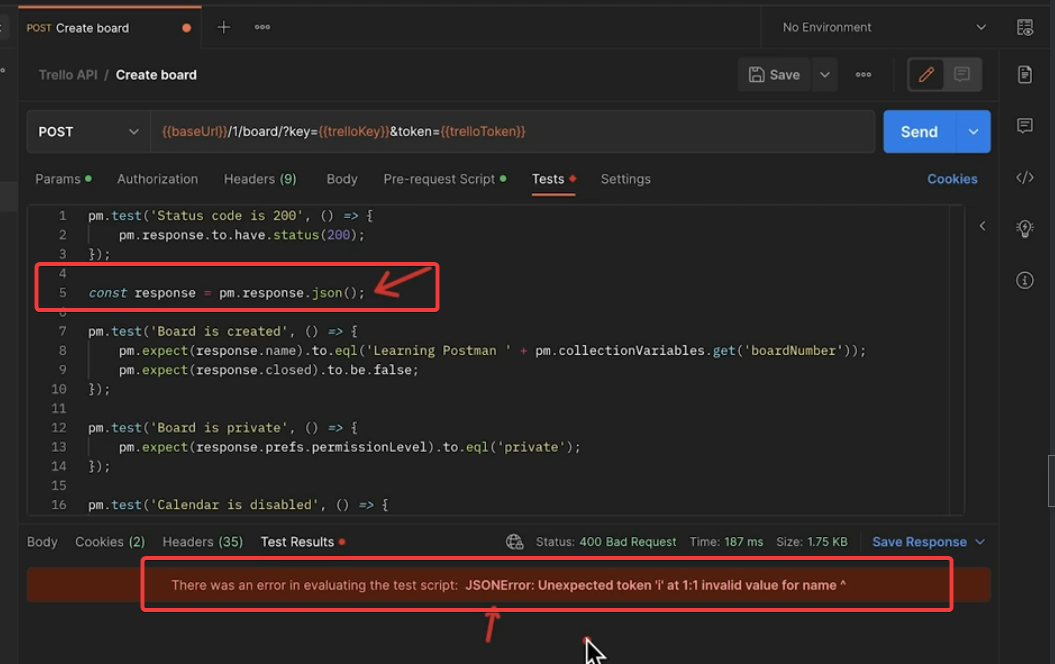 POST Create board
No Environment
Trello API / Create board
Save
POST {{baseUrl}}/1/board/?key={{trelloKey}}&token={{trelloToken}}
Send
Params Authorization Headers (9) Body Pre-request Script Tests Settings Cookies
1 pm.test('Status code is 200', () => {
2 pm.response.to.have.status(200);
3 });
4
5 const response = pm.response.json();
6
7 pm.test('Board is created', () => {
8 pm.expect(response.name).to.eql('Learning Postman ' + pm.collectionVariables.get('boardNumber'));
9 pm.expect(response.closed).to.be.false;
10 });
11
12 pm.test('Board is private', () => {
13 pm.expect(response.prefs.permissionLevel).to.eql('private');
14 });
15
16 pm.test('Calendar is disabled', () => {
Body Cookies (2) Headers (35) Test Results Status: 400 Bad Request Time: 187 ms Size: 1.75 KB Save Response
There was an error in evaluating the test script: JSONError: Unexpected token 'i' at 1:1 invalid value for name ^